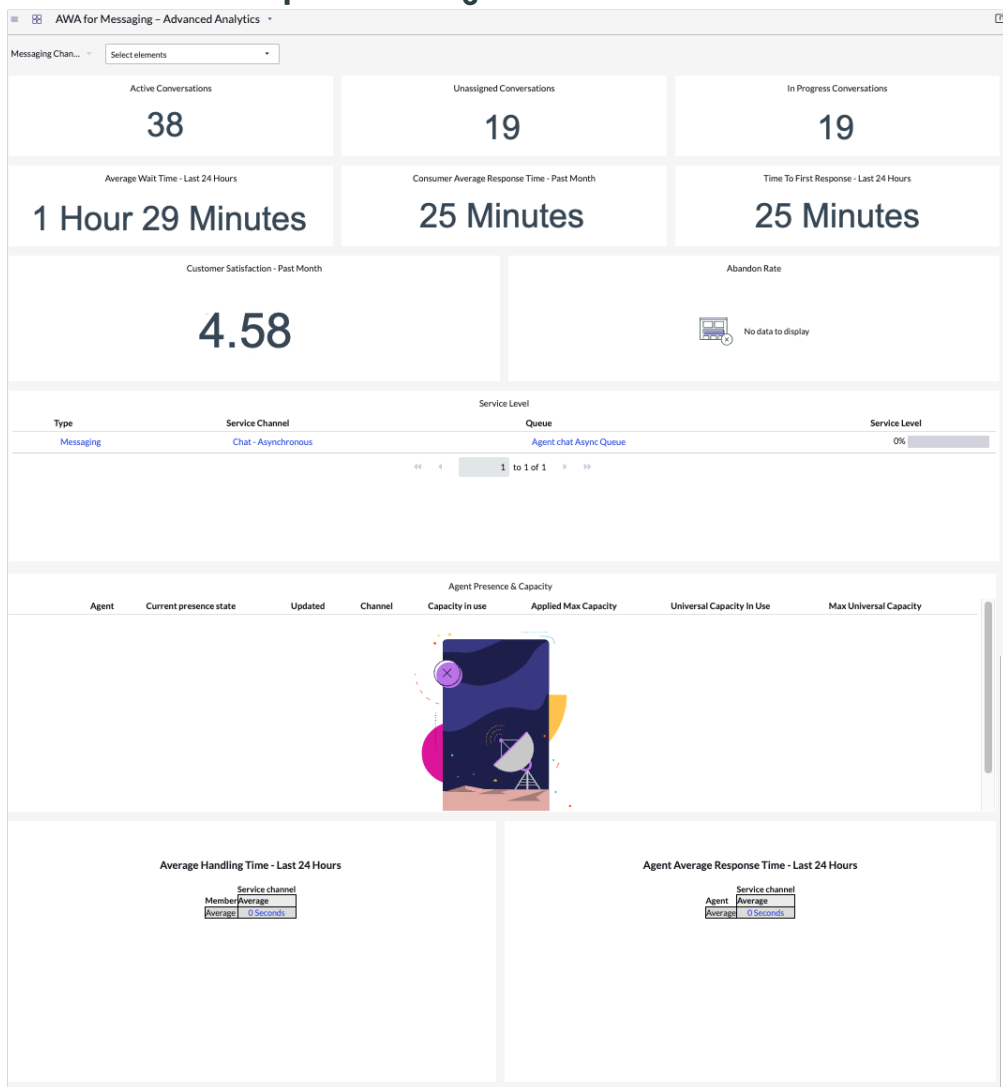 AWA for Messaging – Advanced Analytics
Messaging Chan...
Select elements
Active Conversations
38
Unassigned Conversations
19
In Progress Conversations
19
Average Wait Time - Last 24 Hours
1 Hour 29 Minutes
Consumer Average Response Time - Past Month
25 Minutes
Time To First Response - Last 24 Hours
25 Minutes
Customer Satisfaction - Past Month
4.58
Abandon Rate
No data to display
Service Level
Type Service Channel Queue Service Level
Messaging Chat - Asynchronous Agent chat Async Queue 0%
1 to 1 of 1
Agent Presence & Capacity
Agent Current presence state Updated Channel Capacity in use Applied Max Capacity Universal Capacity In Use Max Universal Capacity
Average Handling Time - Last 24 Hours
Service channel
Member Average
Average 0 Seconds
Agent Average Response Time - Last 24 Hours
Service channel
Agent Average
Average 0 Seconds